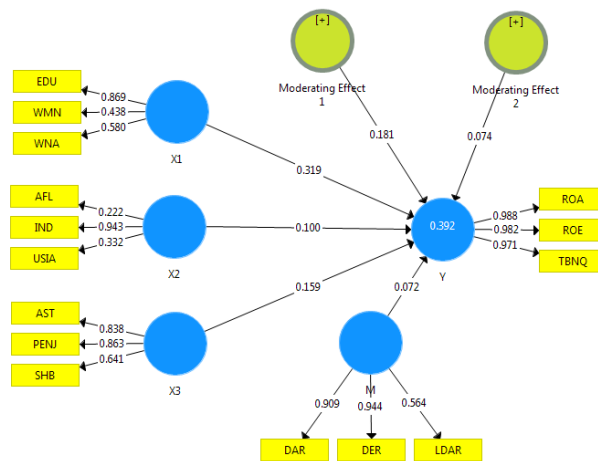 [+]
[+]
Moderating Effect
1
Moderating Effect
2
EDU
WMN
WNA
0.869
0.438
0.580
X1
0.181
0.074
0.319
AFL
IND
USIA
0.222
0.943
0.332
X2
0.100
0.392
Y
0.988
0.982
0.971
ROA
ROE
TBNQ
0.159
0.072
AST
PENJ
SHB
0.838
0.863
0.641
X3
M
0.909
0.944
0.564
DAR
DER
LDAR